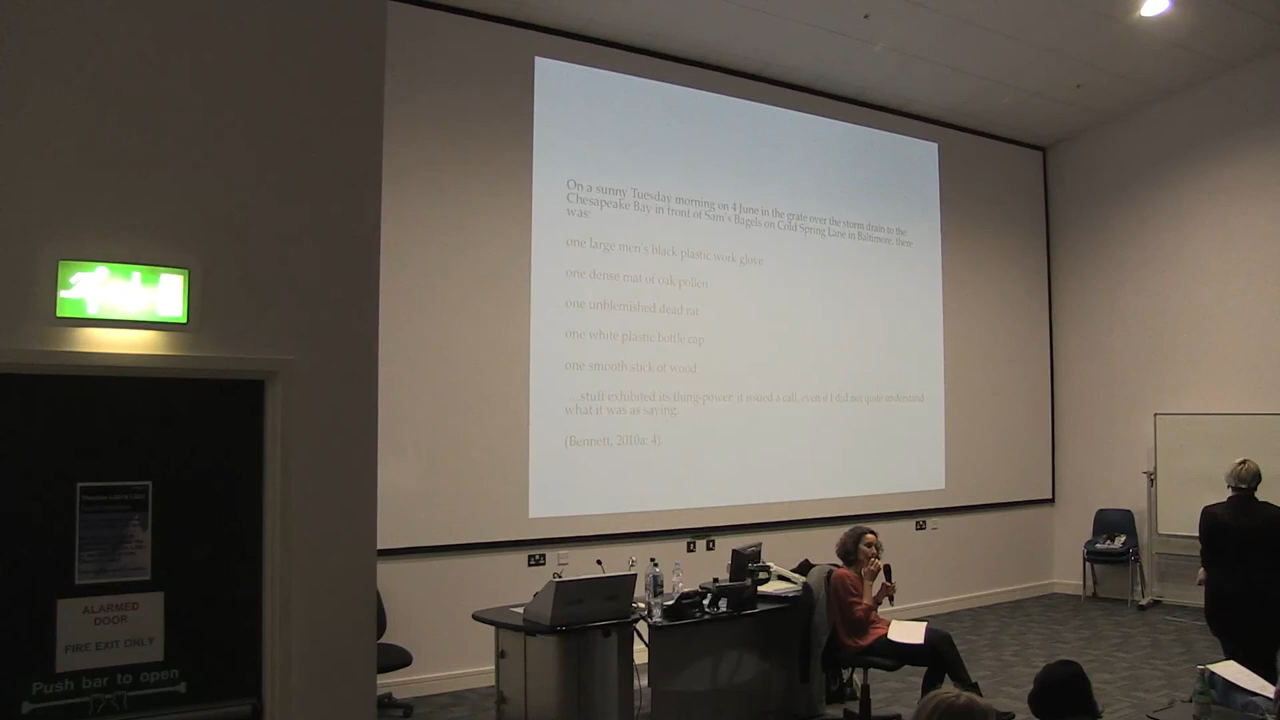 On a sunny Tuesday morning on 4 June in the grate over the storm drain to the
Chesapeake Bay in front of Sam's Bagels on Cold Spring Lane in Baltimore, there
was:
one large men's black plastic work glove
one dense mat of oak pollen
one unblemished dead rat
one white plastic bottle cap
one smooth stick of wood
...stuff exhibited its thing-power: it issued a call, even if I did not quite understand
what it was as saying.
(Bennett, 2010a: 4).
ALARMED
DOOR
FIRE EXIT ONLY
Push bar to open